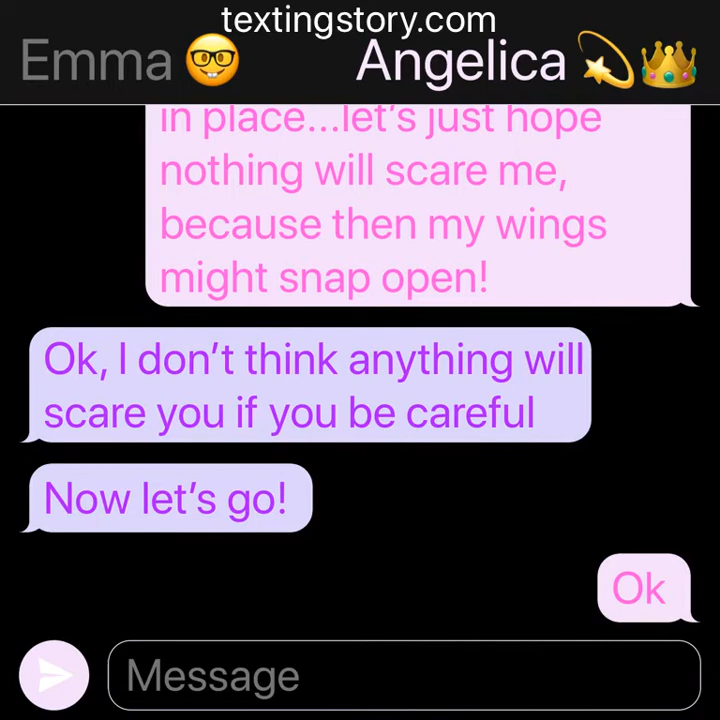 textingstory.com
Emma 🤓 Angelica 💫👑
in place...let's just hope
nothing will scare me,
because then my wings
might snap open!
Ok, I don't think anything will
scare you if you be careful
Now let's go!
Ok
Message